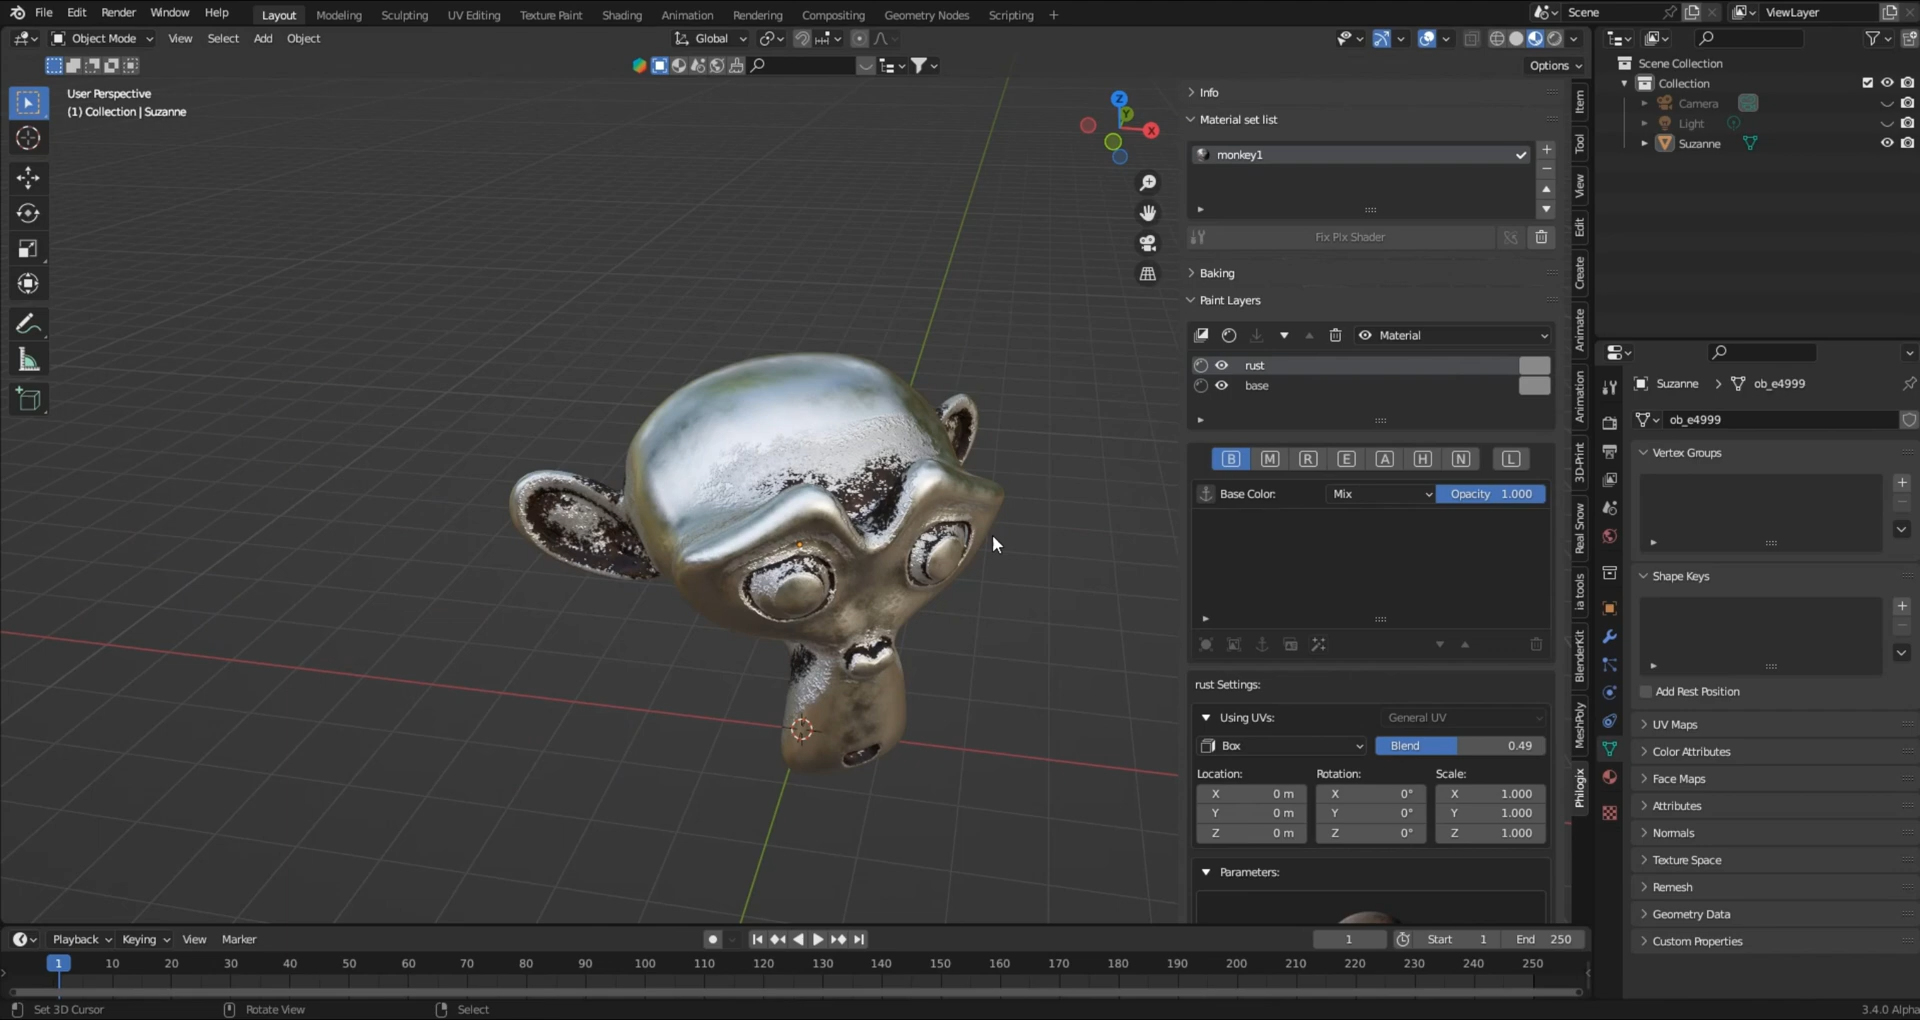 File Edit Render Window Help Layout Modeling Sculpting UV Editing Texture Paint Shading Animation Rendering Compositing Geometry Nodes Scripting + Scene ViewLayer
Object Mode View Select Add Object Global
Options
User Perspective
(1) Collection | Suzanne
Z
Y
X
Info
Material set list
monkey1
Fix Plx Shader
Baking
Paint Layers
Material
rust
base
B M R E A H N L
Base Color: Mix Opacity 1.000
rust Settings:
Using UVs: General UV
Box Blend 0.49
Location: Rotation: Scale:
X 0 m X 0° X 1.000
Y 0 m Y 0° Y 1.000
Z 0 m Z 0° Z 1.000
Parameters:
Item
Tool
View
Edit
Create
Animate
Animation
3D-Print
Real Snow
ia tools
BlenderKit
MeshPoly
Philogix
Scene Collection
Collection
Camera
Light
Suzanne
Suzanne > ob_e4999
ob_e4999
Vertex Groups
Shape Keys
Add Rest Position
UV Maps
Color Attributes
Face Maps
Attributes
Normals
Texture Space
Remesh
Geometry Data
Custom Properties
Playback Keying View Marker 1 Start 1 End 250
1 10 20 30 40 50 60 70 80 90 100 110 120 130 140 150 160 170 180 190 200 210 220 230 240 250
Set 3D Cursor Rotate View Select 3.4.0 Alpha